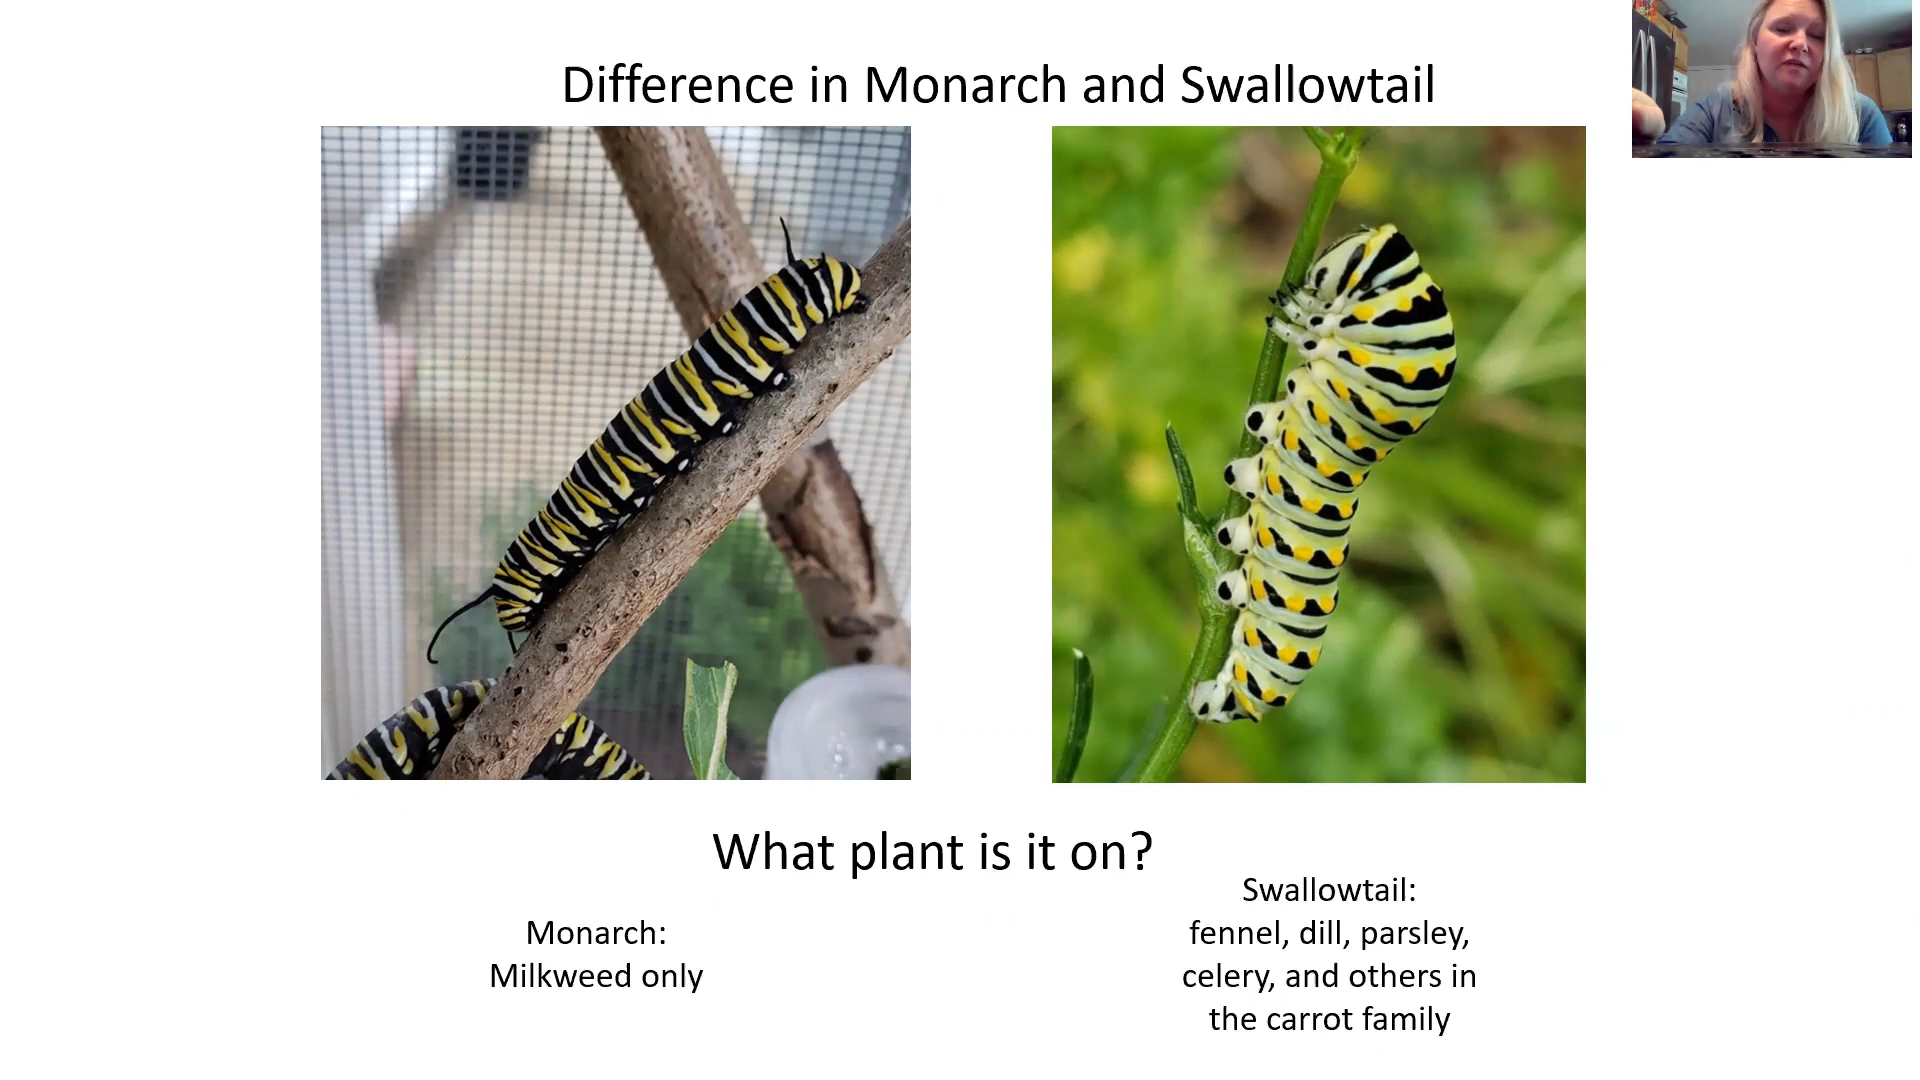 Difference in Monarch and Swallowtail
What plant is it on?
Monarch:
Milkweed only
Swallowtail:
fennel, dill, parsley,
celery, and others in
the carrot family